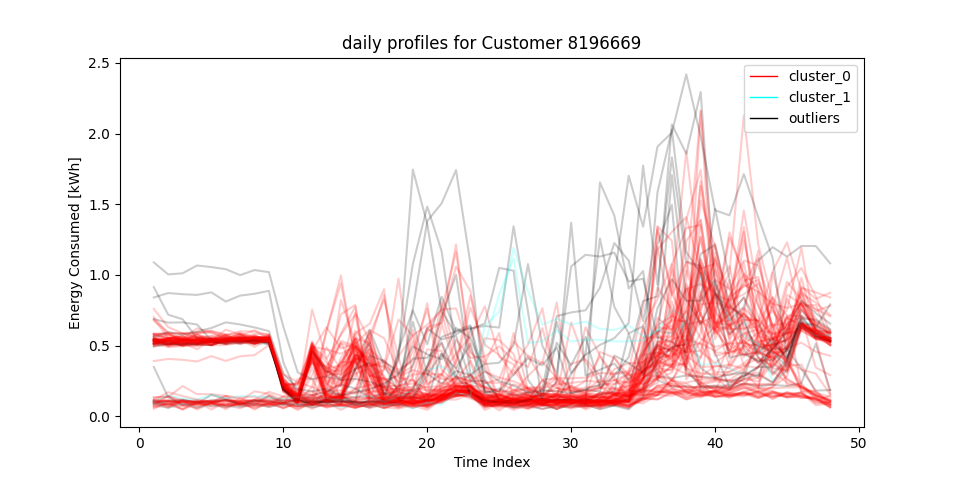 daily profiles for Customer 8196669
Energy Consumed [kWh]
2.5
2.0
1.5
1.0
0.5
0.0
cluster_0
cluster_1
outliers
0 10 20 30 40 50
Time Index